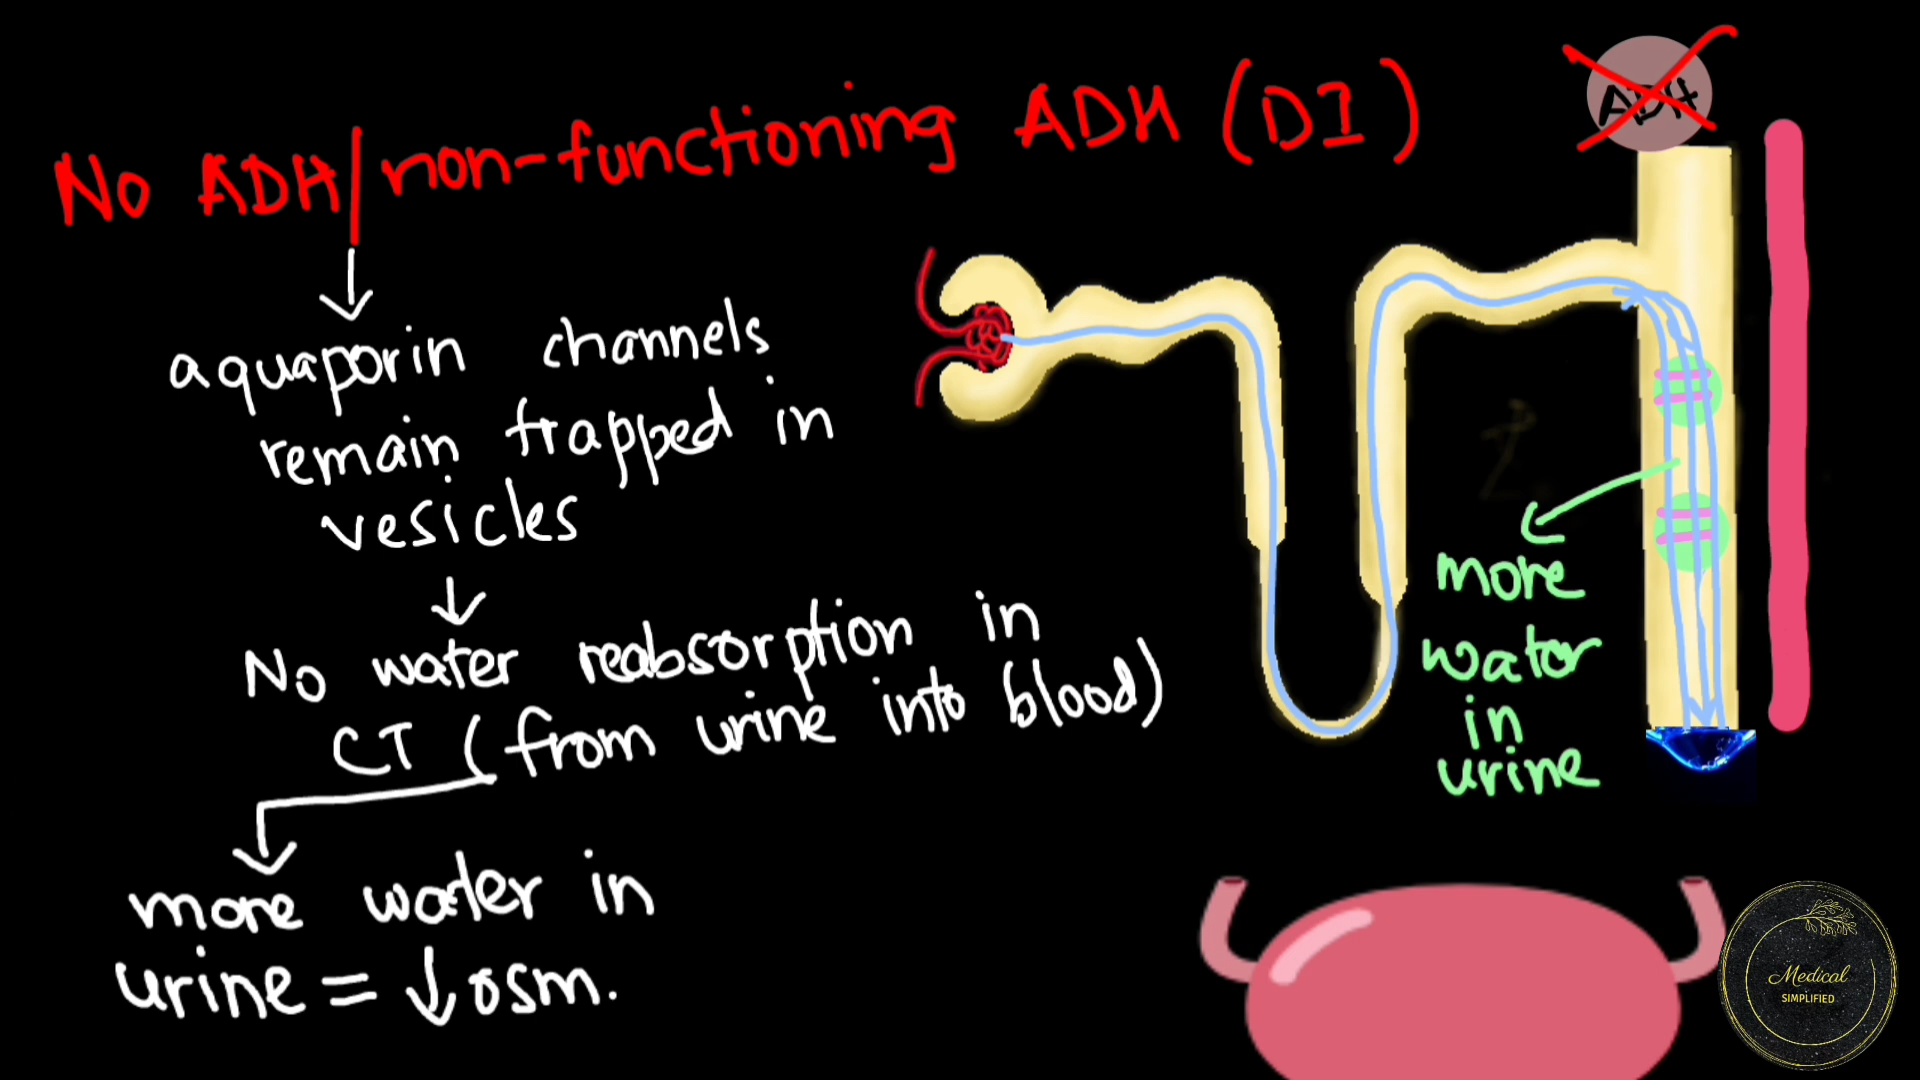 No ADH/non-functioning ADH (DI)
ADH
aquaporin channels
remain trapped in
vesicles
No water reabsorption in
CT (from urine into blood)
more water in
urine = ↓osm.
more
water
in
urine
Medical
SIMPLIFIED